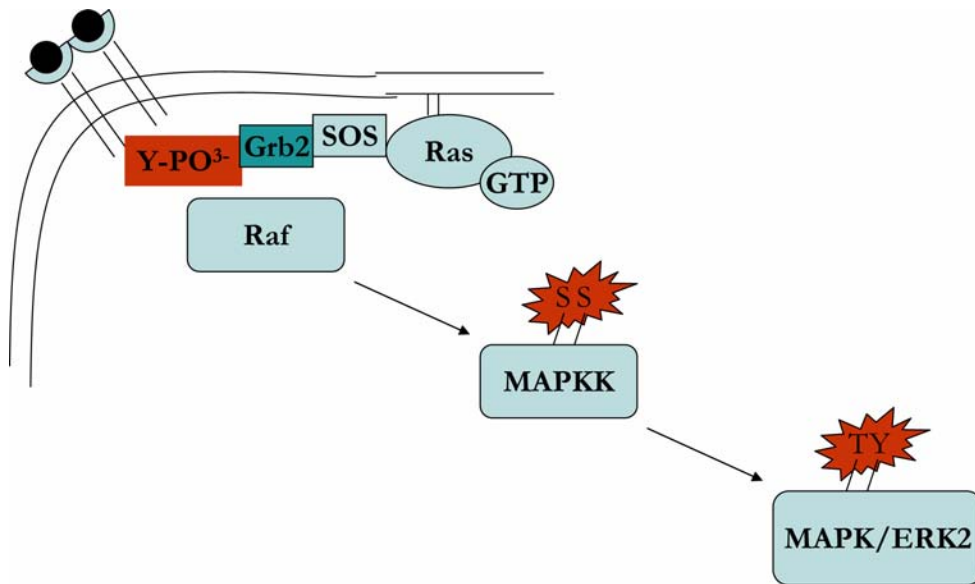 Y-PO³⁻
Grb2
SOS
Ras
GTP
Raf
S S
MAPKK
TY
MAPK/ERK2